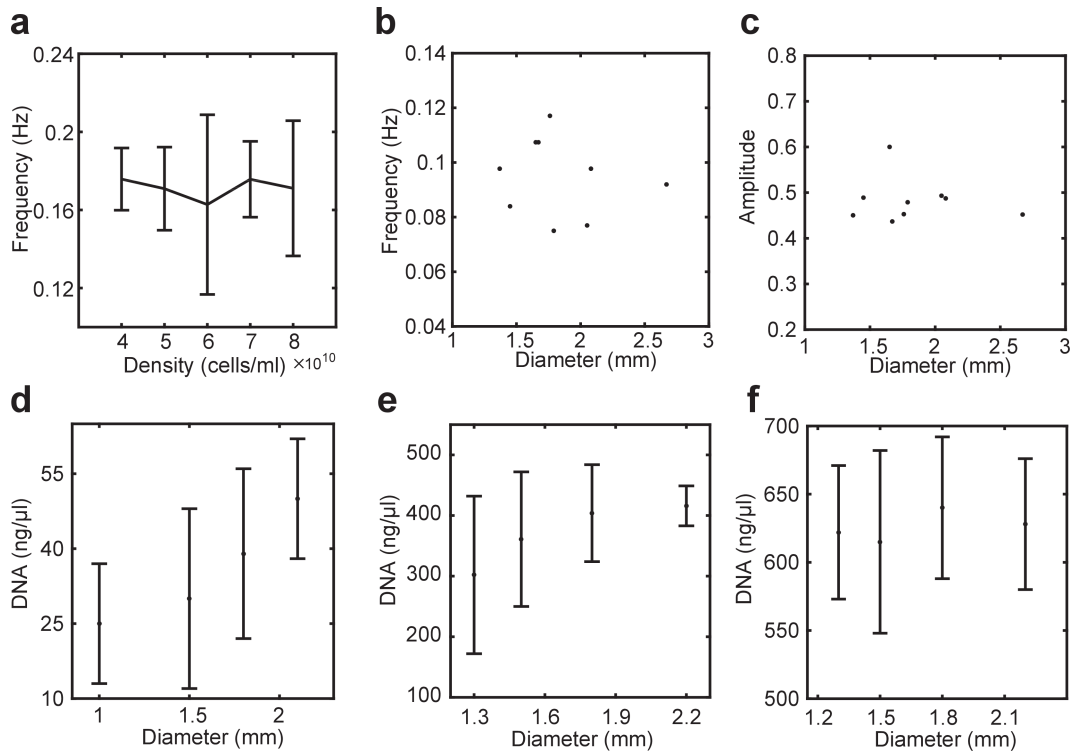 a
0.24
0.2
0.16
0.12
Frequency (Hz)
4 5 6 7 8
Density (cells/ml) ×10¹⁰
b
0.14
0.12
0.1
0.08
0.06
0.04
Frequency (Hz)
1 1.5 2 2.5 3
Diameter (mm)
c
0.8
0.7
0.6
0.5
0.4
0.3
0.2
Amplitude
1 1.5 2 2.5 3
Diameter (mm)
d
55
40
25
10
DNA (ng/µl)
1 1.5 2
Diameter (mm)
e
500
400
300
200
100
DNA (ng/µl)
1.3 1.6 1.9 2.2
Diameter (mm)
f
700
650
600
550
500
DNA (ng/µl)
1.2 1.5 1.8 2.1
Diameter (mm)